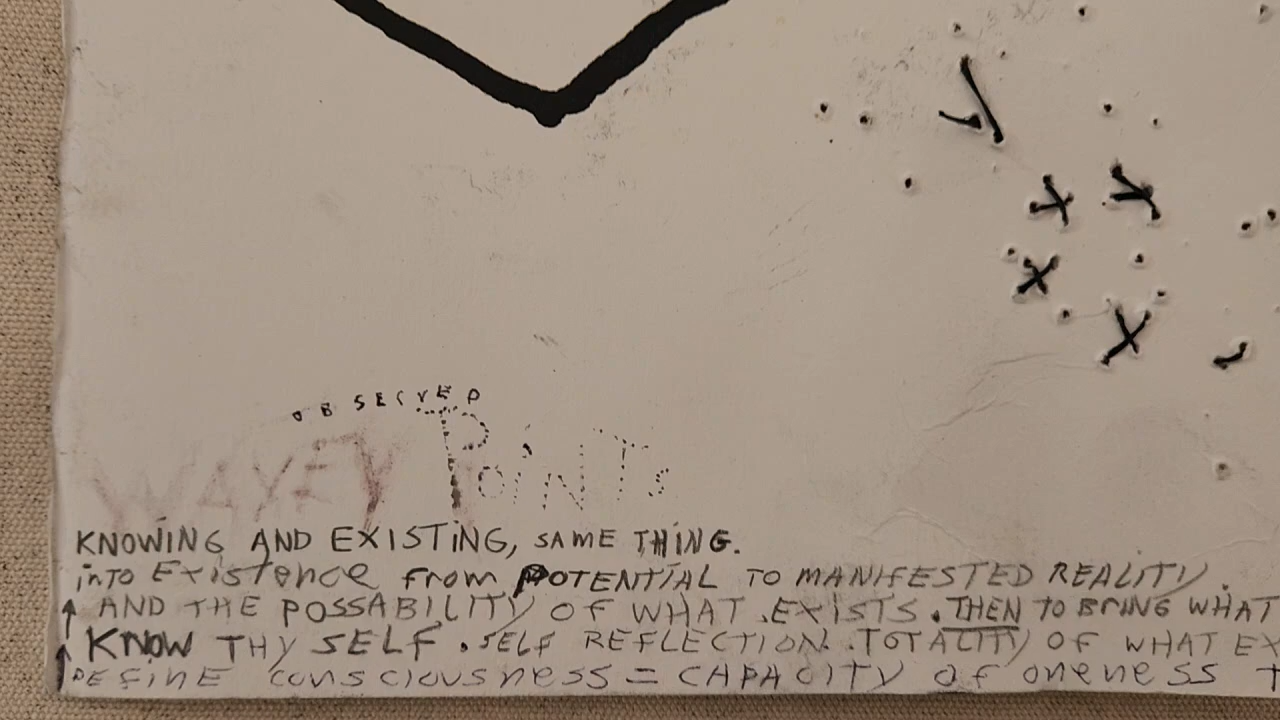 OBSERVED
WAVEY POiNTs
KNOWiNG AND EXiSTiNG, SAME THiNG.
inTO Existence from POTENTiAL TO MANIFESTED REALITY.
AND THE POSSABILITY OF WHAT .EXISTS. THEN TO BRING WHAT
KNOW THY SELF. .SELF REFLECTION. .TOTALITY OF WHAT EX
DEFINE consciousness = CAPACITY of oneness T